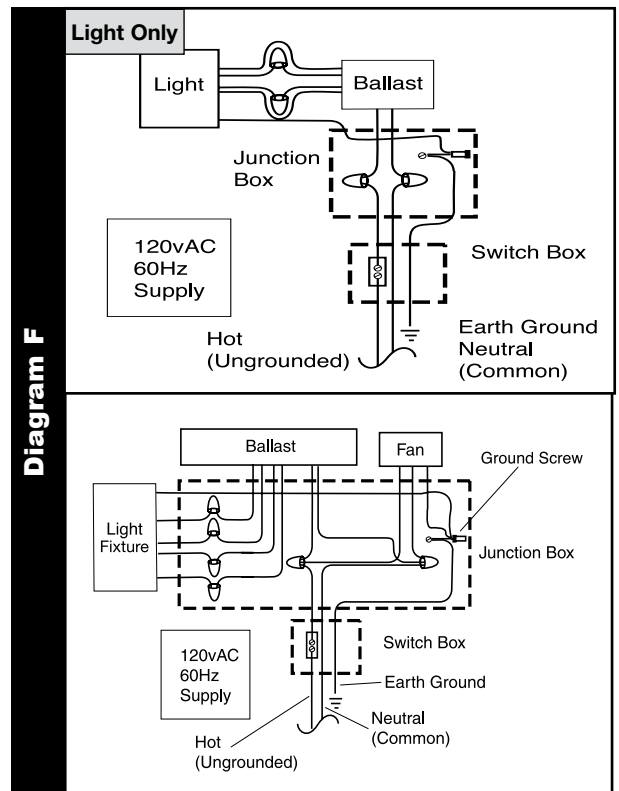 Diagram F
Light Only
Light
Ballast
Junction
Box
120vAC
60Hz
Supply
Switch Box
Hot
(Ungrounded)
Earth Ground
Neutral
(Common)
Ballast
Fan
Ground Screw
Light
Fixture
Junction Box
120vAC
60Hz
Supply
Switch Box
Earth Ground
Neutral
(Common)
Hot
(Ungrounded)